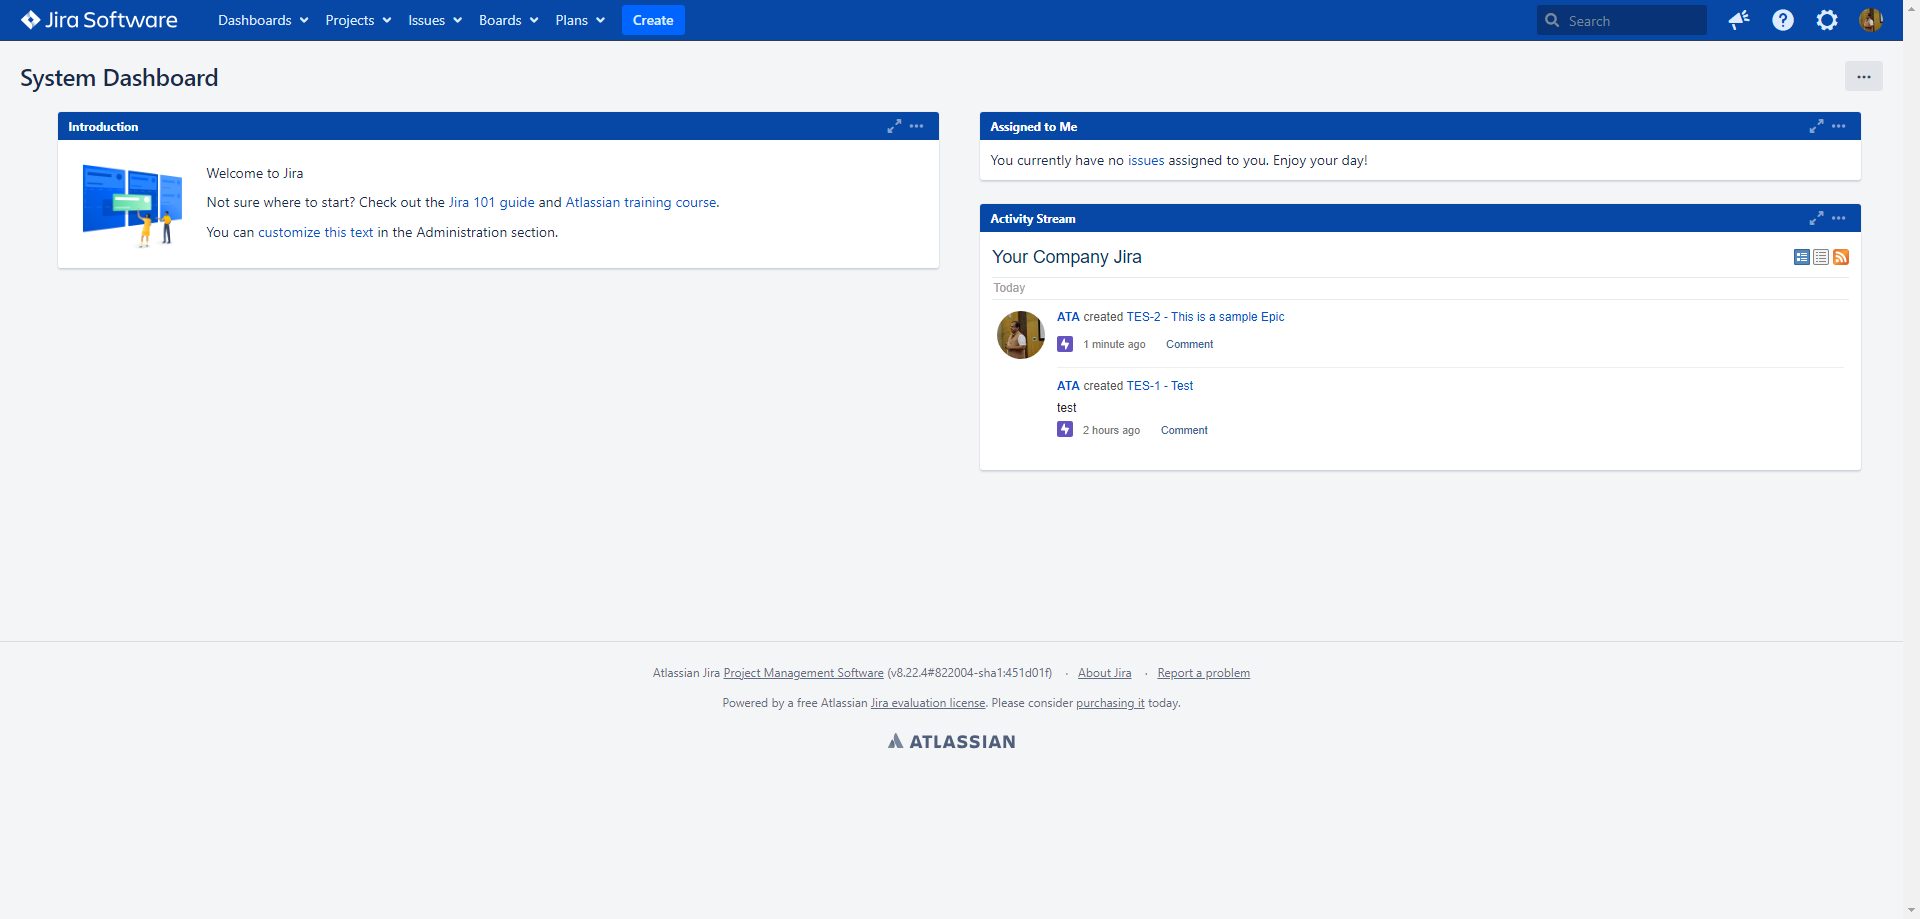 Jira Software Dashboards Projects Issues Boards Plans Create Search
System Dashboard
Introduction
Welcome to Jira
Not sure where to start? Check out the Jira 101 guide and Atlassian training course.
You can customize this text in the Administration section.
Assigned to Me
You currently have no issues assigned to you. Enjoy your day!
Activity Stream
Your Company Jira
Today
ATA created TES-2 - This is a sample Epic
1 minute ago Comment
ATA created TES-1 - Test
test
2 hours ago Comment
Atlassian Jira Project Management Software (v8.22.4#822004-sha1:451d01f) · About Jira · Report a problem
Powered by a free Atlassian Jira evaluation license. Please consider purchasing it today.
ATLASSIAN